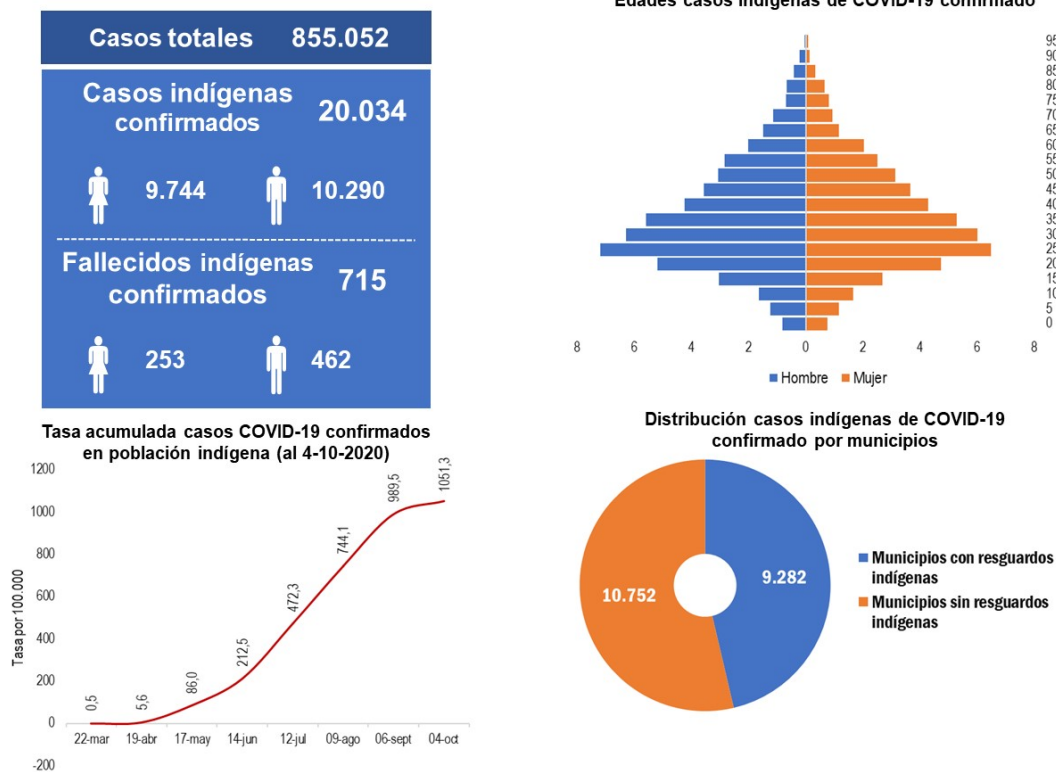 Casos totales 855.052
Casos indígenas
confirmados
20.034
9.744 10.290
Fallecidos indígenas
confirmados
715
253 462
Edades casos indígenas de COVID-19 confirmado
95
90
85
80
75
70
65
60
55
50
45
40
35
30
25
20
15
10
5
0
8 6 4 2 0 2 4 6 8
Hombre Mujer
Tasa acumulada casos COVID-19 confirmados
en población indígena (al 4-10-2020)
Tasa por 100.000
1200
1000
800
600
400
200
0
-200
0,5
5,6
86,0
212,5
472,3
744,1
989,5
1051,3
22-mar 19-abr 17-may 14-jun 12-jul 09-ago 06-sept 04-oct
Distribución casos indígenas de COVID-19
confirmado por municipios
10.752 9.282
Municipios con resguardos
indígenas
Municipios sin resguardos
indígenas